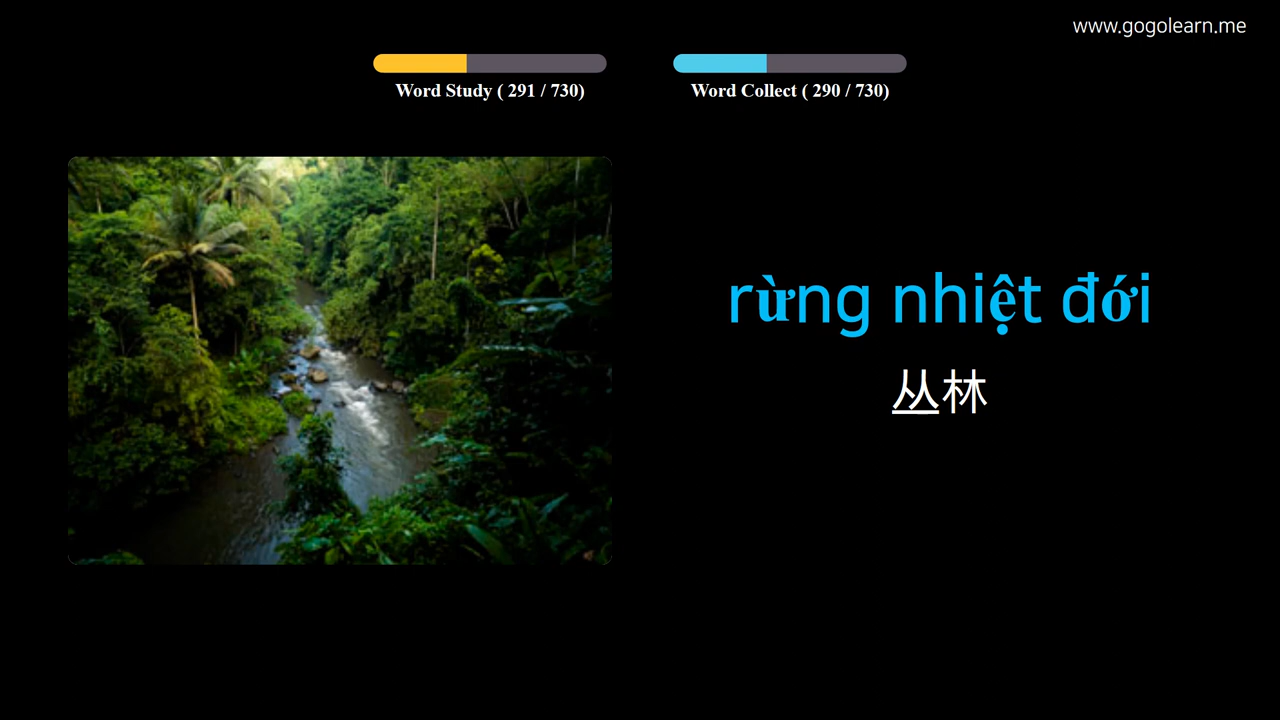 www.gogolearn.me
Word Study ( 291 / 730)
Word Collect ( 290 / 730)
rừng nhiệt đới
丛林